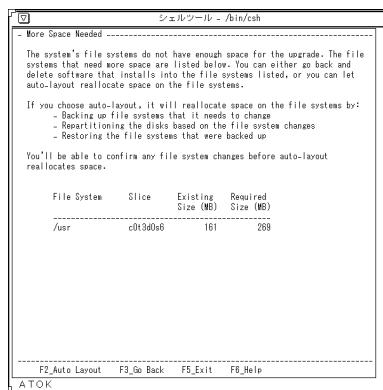 シェルツール - /bin/csh
- More Space Needed
The system's file systems do not have enough space for the upgrade. The file
systems that need more space are listed below. You can either go back and
delete software that installs into the file systems listed, or you can let
auto-layout reallocate space on the file systems.
If you choose auto-layout, it will reallocate space on the file systems by:
- Backing up file systems that it needs to change
- Repartitioning the disks based on the file system changes
- Restoring the file systems that were backed up
You'll be able to confirm any file system changes before auto-layout
reallocates space.
File System Slice Existing Required
Size (MB) Size (MB)
/usr c0t3d0s6 161 269
F2_Auto Layout F3_Go Back F5_Exit F6_Help
ATOK